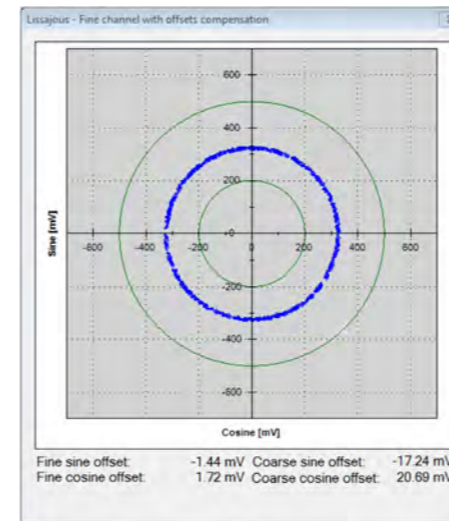 Lissajous - Fine channel with offsets compensation
600
400
200
-600 -400 -200 0 0 200 400 600
-200
-400
-600
Sine [mV]
Cosine [mV]
Fine sine offset: -1.44 mV Coarse sine offset: -17.24 mV
Fine cosine offset: 1.72 mV Coarse cosine offset: 20.69 mV